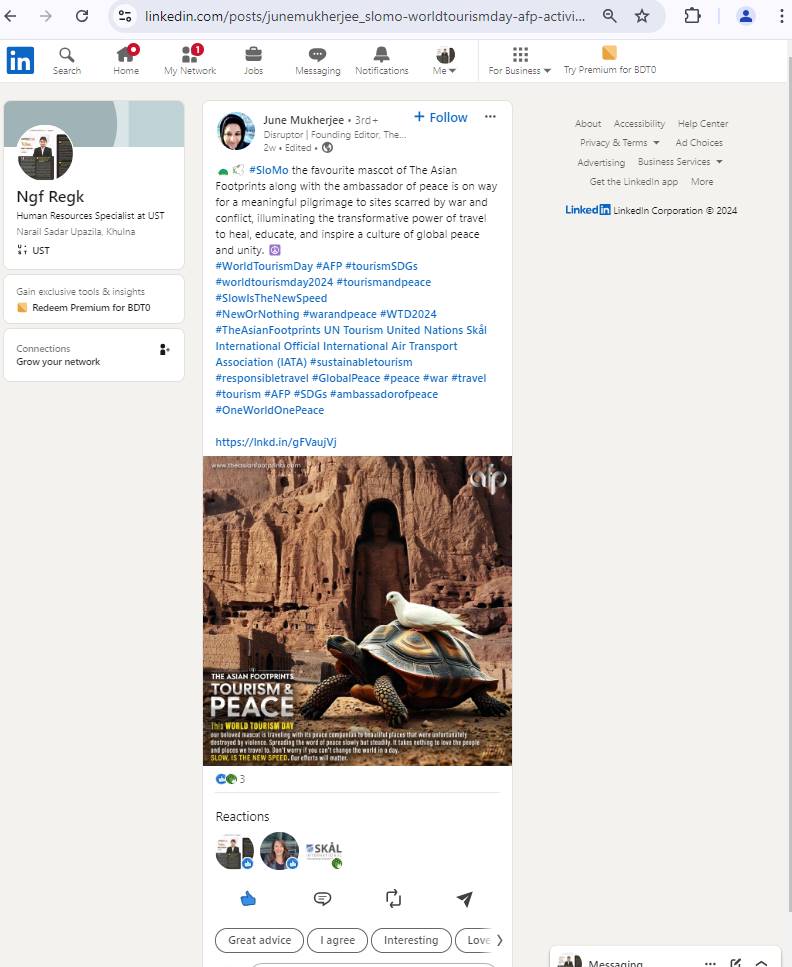 linkedin.com/posts/junemukherjee_slomo-worldtourismday-afp-activi...
in
1
Search
Home
My Network
Jobs
Messaging
Notifications
Me
For Business
Try Premium for BDT0
Ngf Regk
Human Resources Specialist at UST
Narail Sadar Upazila, Khulna
UST
Gain exclusive tools & insights
Redeem Premium for BDT0
Connections
Grow your network
June Mukherjee • 3rd+
+ Follow
Disruptor | Founding Editor, The...
2w • Edited •
#SloMo the favourite mascot of The Asian
Footprints along with the ambassador of peace is on way
for a meaningful pilgrimage to sites scarred by war and
conflict, illuminating the transformative power of travel
to heal, educate, and inspire a culture of global peace
and unity. ☮️
#WorldTourismDay #AFP #tourismSDGs
#worldtourismday2024 #tourismandpeace
#SlowIsTheNewSpeed
#NewOrNothing #warandpeace #WTD2024
#TheAsianFootprints UN Tourism United Nations Skål
International Official International Air Transport
Association (IATA) #sustainabletourism
#responsibletravel #GlobalPeace #peace #war #travel
#tourism #AFP #SDGs #ambassadorofpeace
#OneWorldOnePeace
https://lnkd.in/gFVaujVj
www.theasianfootprints.com
afp
THE ASIAN FOOTPRINTS
TOURISM &
PEACE
This WORLD TOURISM DAY
our beloved mascot is traveling with its peace companion to beautiful places that were unfortunately
destroyed by violence. Spreading the word of peace slowly but steadily. It takes nothing to love the people
and places we travel to. Don't worry if you can't change the world in a day.
SLOW, IS THE NEW SPEED. Our efforts will matter.
3
Reactions
SKÅL
INTERNATIONAL
Great advice
I agree
Interesting
Love
About
Accessibility
Help Center
Privacy & Terms
Ad Choices
Advertising
Business Services
Get the LinkedIn app
More
LinkedIn LinkedIn Corporation © 2024
Messaging